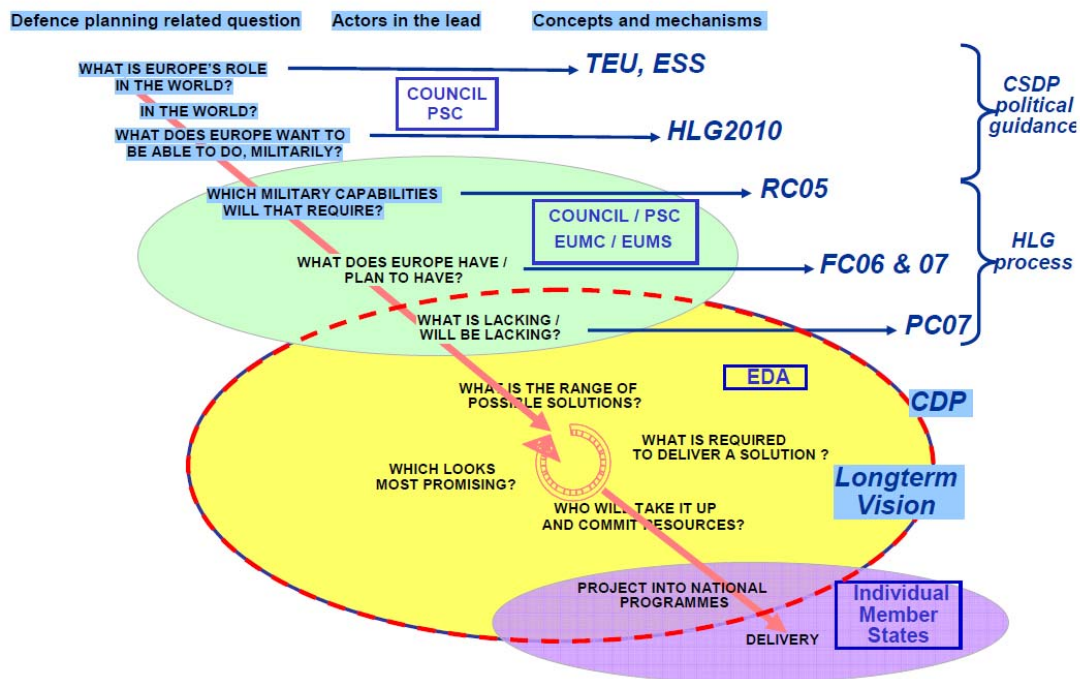 Defence planning related question
Actors in the lead
Concepts and mechanisms
WHAT IS EUROPE'S ROLE
IN THE WORLD?
TEU, ESS
COUNCIL
PSC
CSDP
political
guidance
IN THE WORLD?
WHAT DOES EUROPE WANT TO
BE ABLE TO DO, MILITARILY?
HLG2010
WHICH MILITARY CAPABILITIES
WILL THAT REQUIRE?
RC05
COUNCIL / PSC
EUMC / EUMS
HLG
process
WHAT DOES EUROPE HAVE /
PLAN TO HAVE?
FC06 & 07
WHAT IS LACKING /
WILL BE LACKING?
PC07
EDA
WHAT IS THE RANGE OF
POSSIBLE SOLUTIONS?
CDP
WHAT IS REQUIRED
TO DELIVER A SOLUTION ?
WHICH LOOKS
MOST PROMISING?
Longterm
Vision
WHO WILL TAKE IT UP
AND COMMIT RESOURCES?
PROJECT INTO NATIONAL
PROGRAMMES
Individual
Member
States
DELIVERY